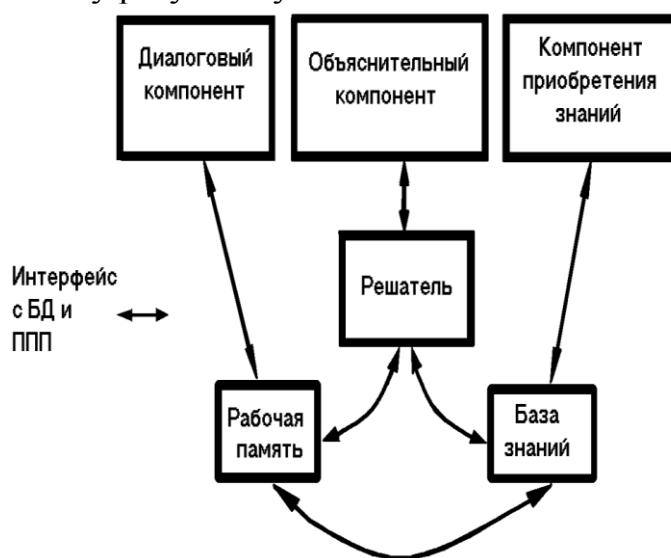 Диалоговый
компонент
Объяснительный
компонент
Компонент
приобретения
знаний
Решатель
Интерфейс
с БД и
ППП
Рабочая
память
База
знаний